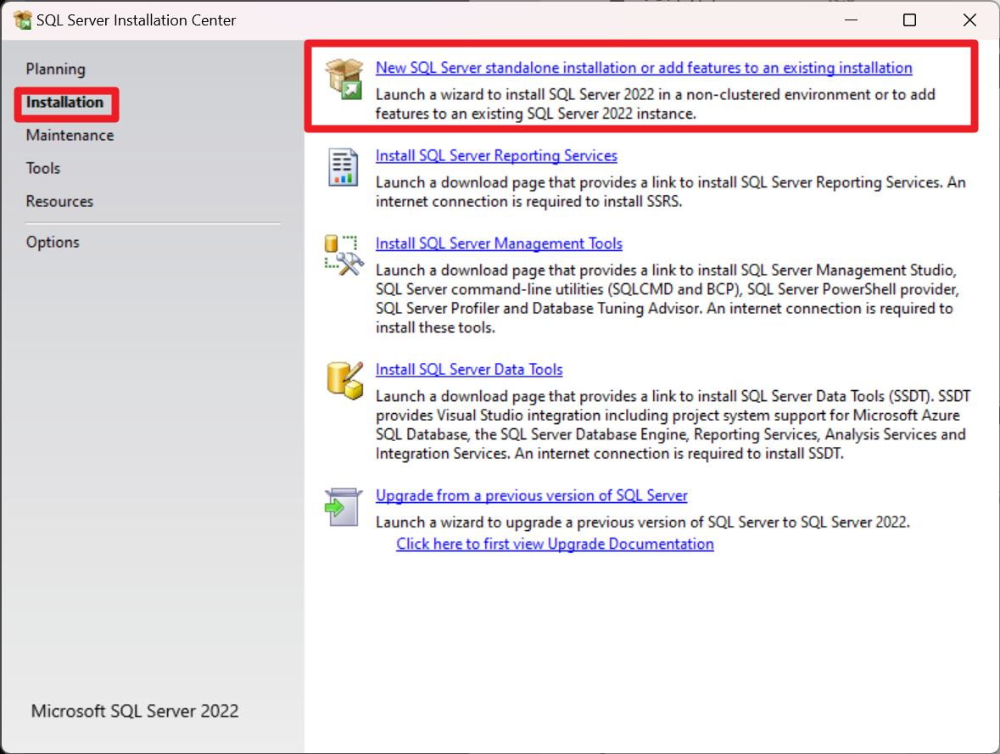 SQL Server Installation Center
Planning
Installation
Maintenance
Tools
Resources
Options
Microsoft SQL Server 2022
New SQL Server standalone installation or add features to an existing installation
Launch a wizard to install SQL Server 2022 in a non-clustered environment or to add
features to an existing SQL Server 2022 instance.
Install SQL Server Reporting Services
Launch a download page that provides a link to install SQL Server Reporting Services. An
internet connection is required to install SSRS.
Install SQL Server Management Tools
Launch a download page that provides a link to install SQL Server Management Studio,
SQL Server command-line utilities (SQLCMD and BCP), SQL Server PowerShell provider,
SQL Server Profiler and Database Tuning Advisor. An internet connection is required to
install these tools.
Install SQL Server Data Tools
Launch a download page that provides a link to install SQL Server Data Tools (SSDT). SSDT
provides Visual Studio integration including project system support for Microsoft Azure
SQL Database, the SQL Server Database Engine, Reporting Services, Analysis Services and
Integration Services. An internet connection is required to install SSDT.
Upgrade from a previous version of SQL Server
Launch a wizard to upgrade a previous version of SQL Server to SQL Server 2022.
Click here to first view Upgrade Documentation